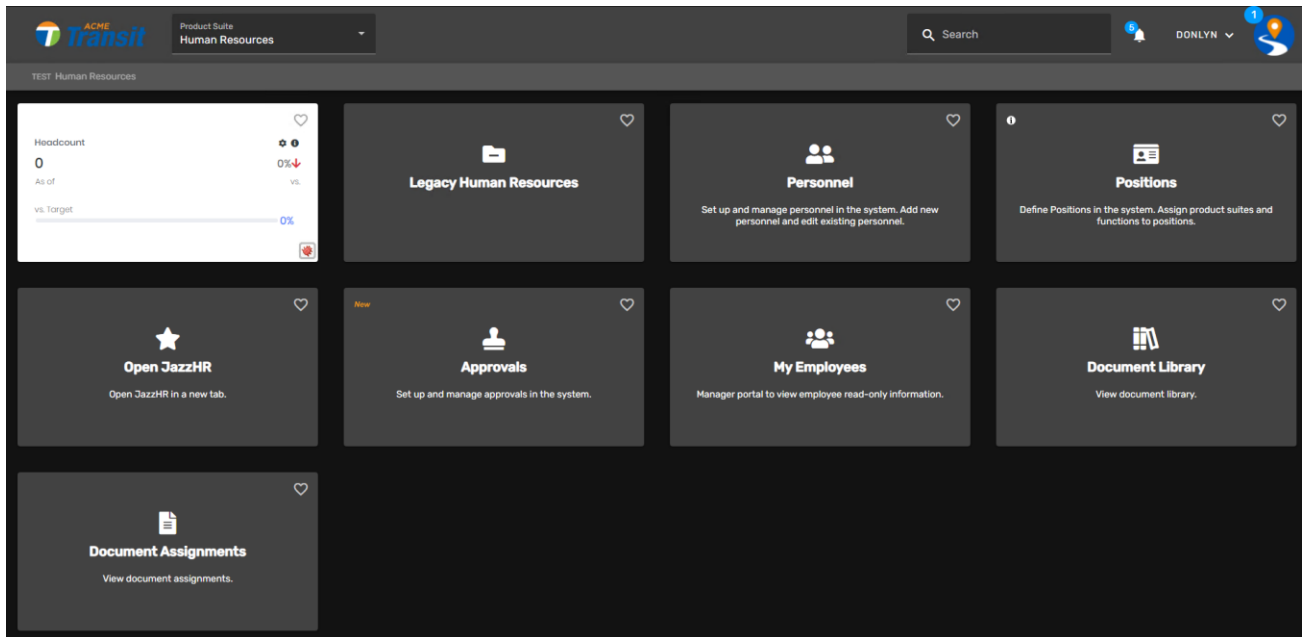 ACME
Transit
Product Suite
Human Resources
Search
5
DONLYN
1
TEST Human Resources
Headcount
0
0%
As of
vs.
vs. Target
0%
Legacy Human Resources
Personnel
Set up and manage personnel in the system. Add new
personnel and edit existing personnel.
Positions
Define Positions in the system. Assign product suites and
functions to positions.
Open JazzHR
Open JazzHR in a new tab.
New
Approvals
Set up and manage approvals in the system.
My Employees
Manager portal to view employee read-only information.
Document Library
View document library.
Document Assignments
View document assignments.